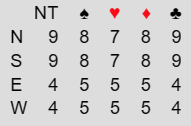 NT ♠ ♥ ♦ ♣
N 9 8 7 8 9
S 9 8 7 8 9
E 4 5 5 5 4
W 4 5 5 5 4